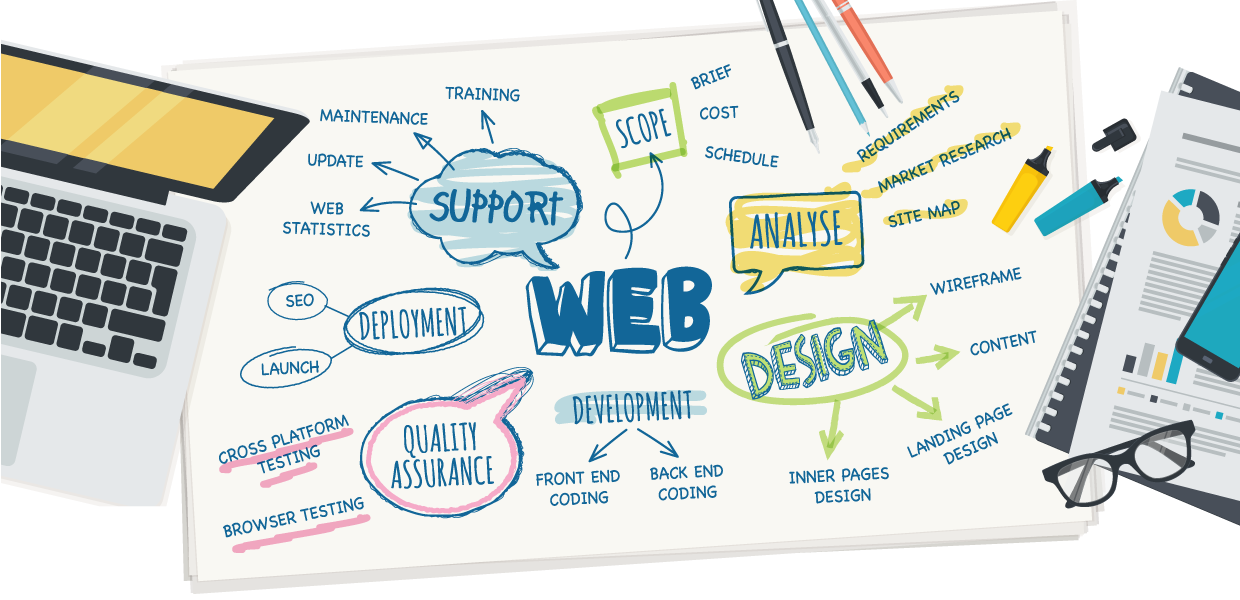 TRAINING
MAINTENANCE
UPDATE
WEB
STATISTICS
SUPPORT
SCOPE
BRIEF
COST
SCHEDULE
REQUIREMENTS
MARKET RESEARCH
SITE MAP
ANALYSE
WEB
SEO
LAUNCH
DEPLOYMENT
DESIGN
WIREFRAME
CONTENT
LANDING PAGE
DESIGN
INNER PAGES
DESIGN
DEVELOPMENT
FRONT END
CODING
BACK END
CODING
QUALITY
ASSURANCE
CROSS PLATFORM
TESTING
BROWSER TESTING